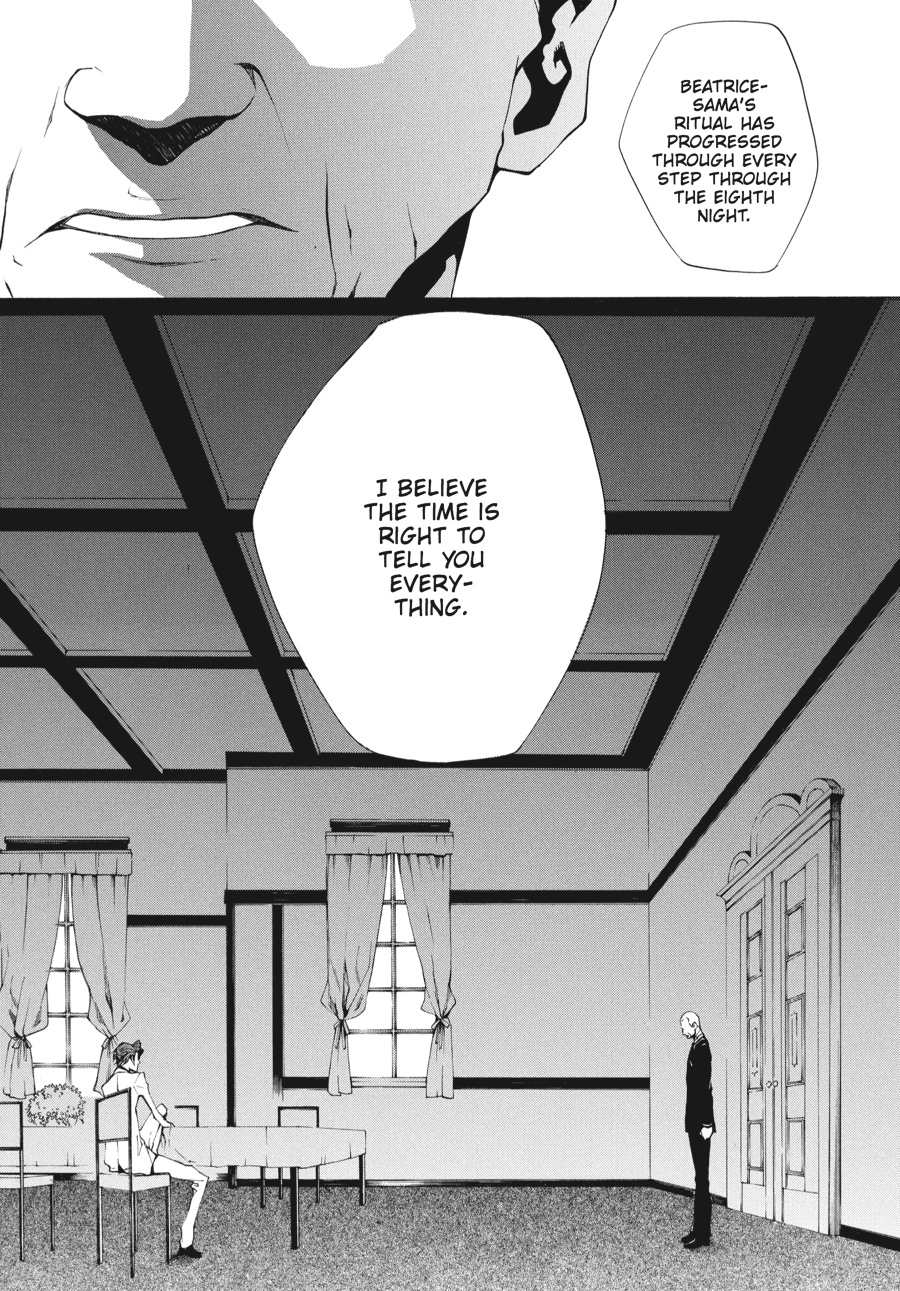 BEATRICE-
SAMA'S
RITUAL HAS
PROGRESSED
THROUGH EVERY
STEP THROUGH
THE EIGHTH
NIGHT.
I BELIEVE
THE TIME IS
RIGHT TO
TELL YOU
EVERY-
THING.